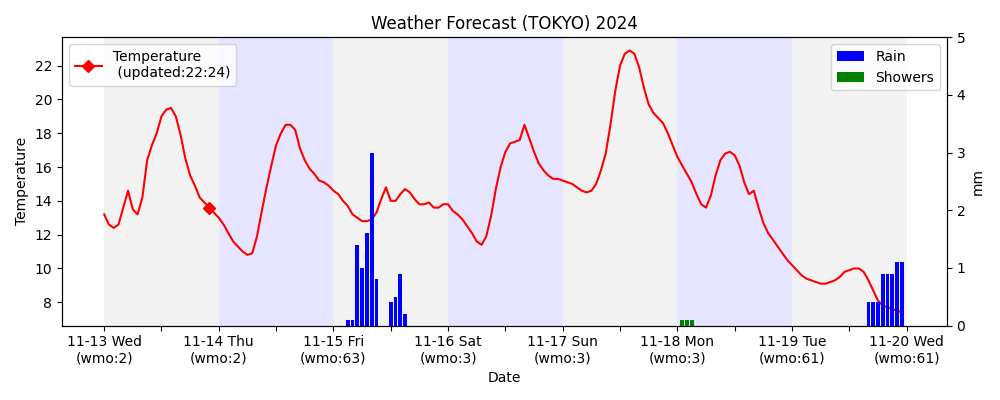 Weather Forecast (TOKYO) 2024
Temperature
(updated:22:24)
Rain
Showers
Temperature
22
20
18
16
14
12
10
8
5
4
3
2
1
0
mm
11-13 Wed
(wmo:2)
11-14 Thu
(wmo:2)
11-15 Fri
(wmo:63)
11-16 Sat
(wmo:3)
11-17 Sun
(wmo:3)
11-18 Mon
(wmo:3)
11-19 Tue
(wmo:61)
11-20 Wed
(wmo:61)
Date